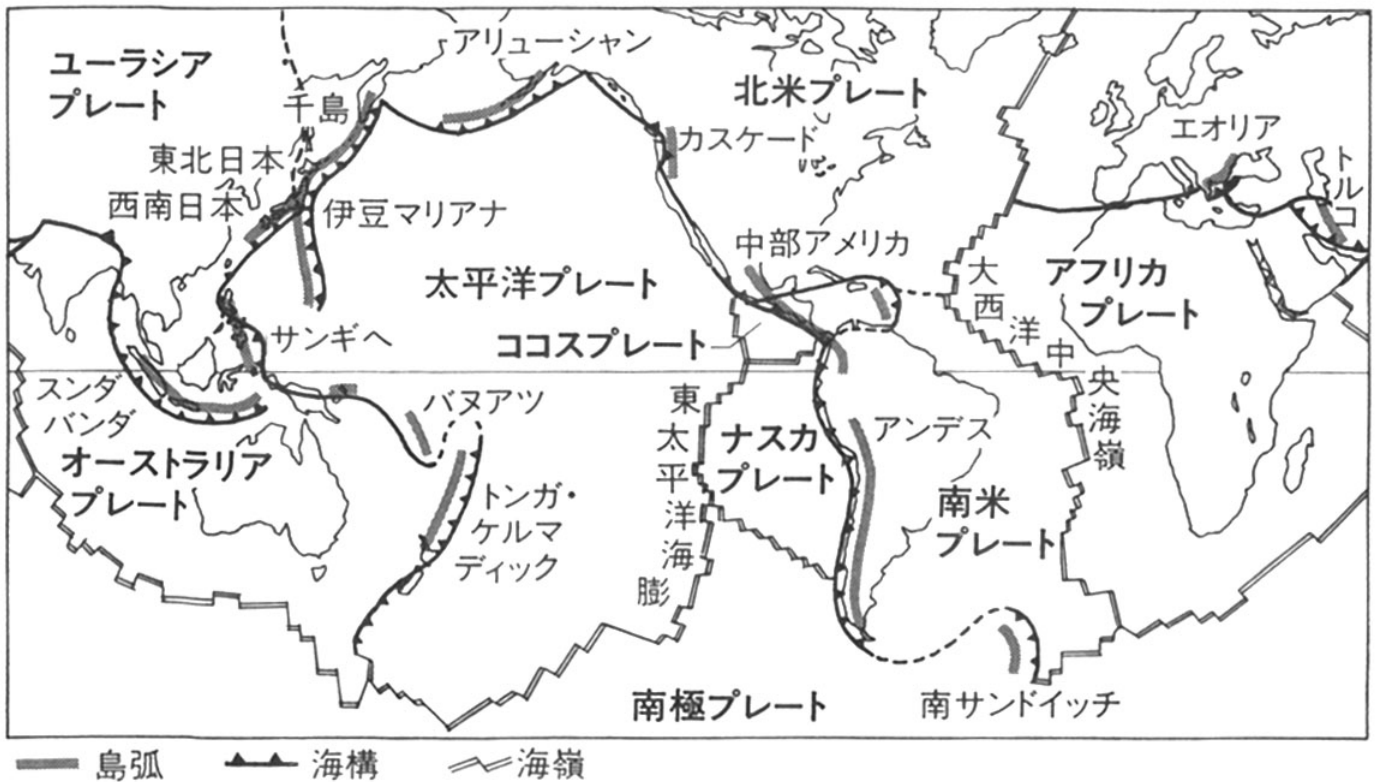 アリューシャン
ユーラシア
プレート
千島
北米プレート
カスケード
エオリア
トルコ
東北日本
西南日本
伊豆マリアナ
中部アメリカ
太平洋プレート
大西洋中央海嶺
アフリカ
プレート
サンギヘ
ココスプレート
スンダ
バンダ
バヌアツ
東太平洋海膨
ナスカ
プレート
アンデス
オーストラリア
プレート
トンガ・
ケルマ
ディック
南米
プレート
南極プレート
南サンドイッチ
島弧
海構
海嶺